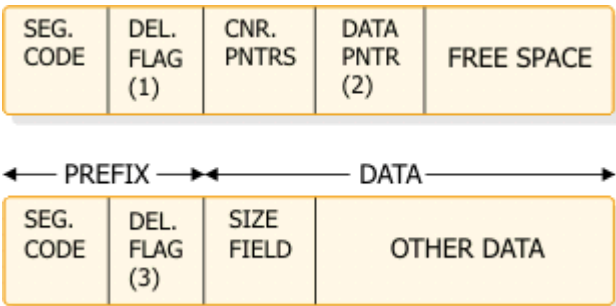 SEG. DEL. CNR. DATA
CODE FLAG PNTRS PNTR FREE SPACE
(1) (2)
PREFIX DATA
SEG. DEL. SIZE
CODE FLAG FIELD OTHER DATA
(3)